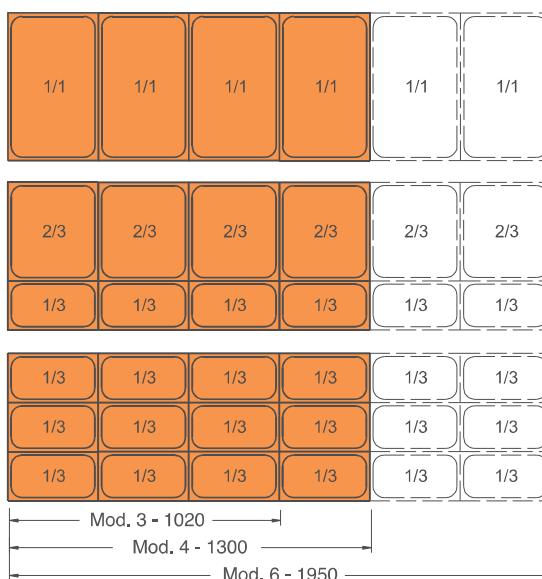 1/1 1/1 1/1 1/1 1/1 1/1
2/3 2/3 2/3 2/3 2/3 2/3
1/3 1/3 1/3 1/3 1/3 1/3
1/3 1/3 1/3 1/3 1/3 1/3
1/3 1/3 1/3 1/3 1/3 1/3
1/3 1/3 1/3 1/3 1/3 1/3
Mod. 3 - 1020
Mod. 4 - 1300
Mod. 6 - 1950